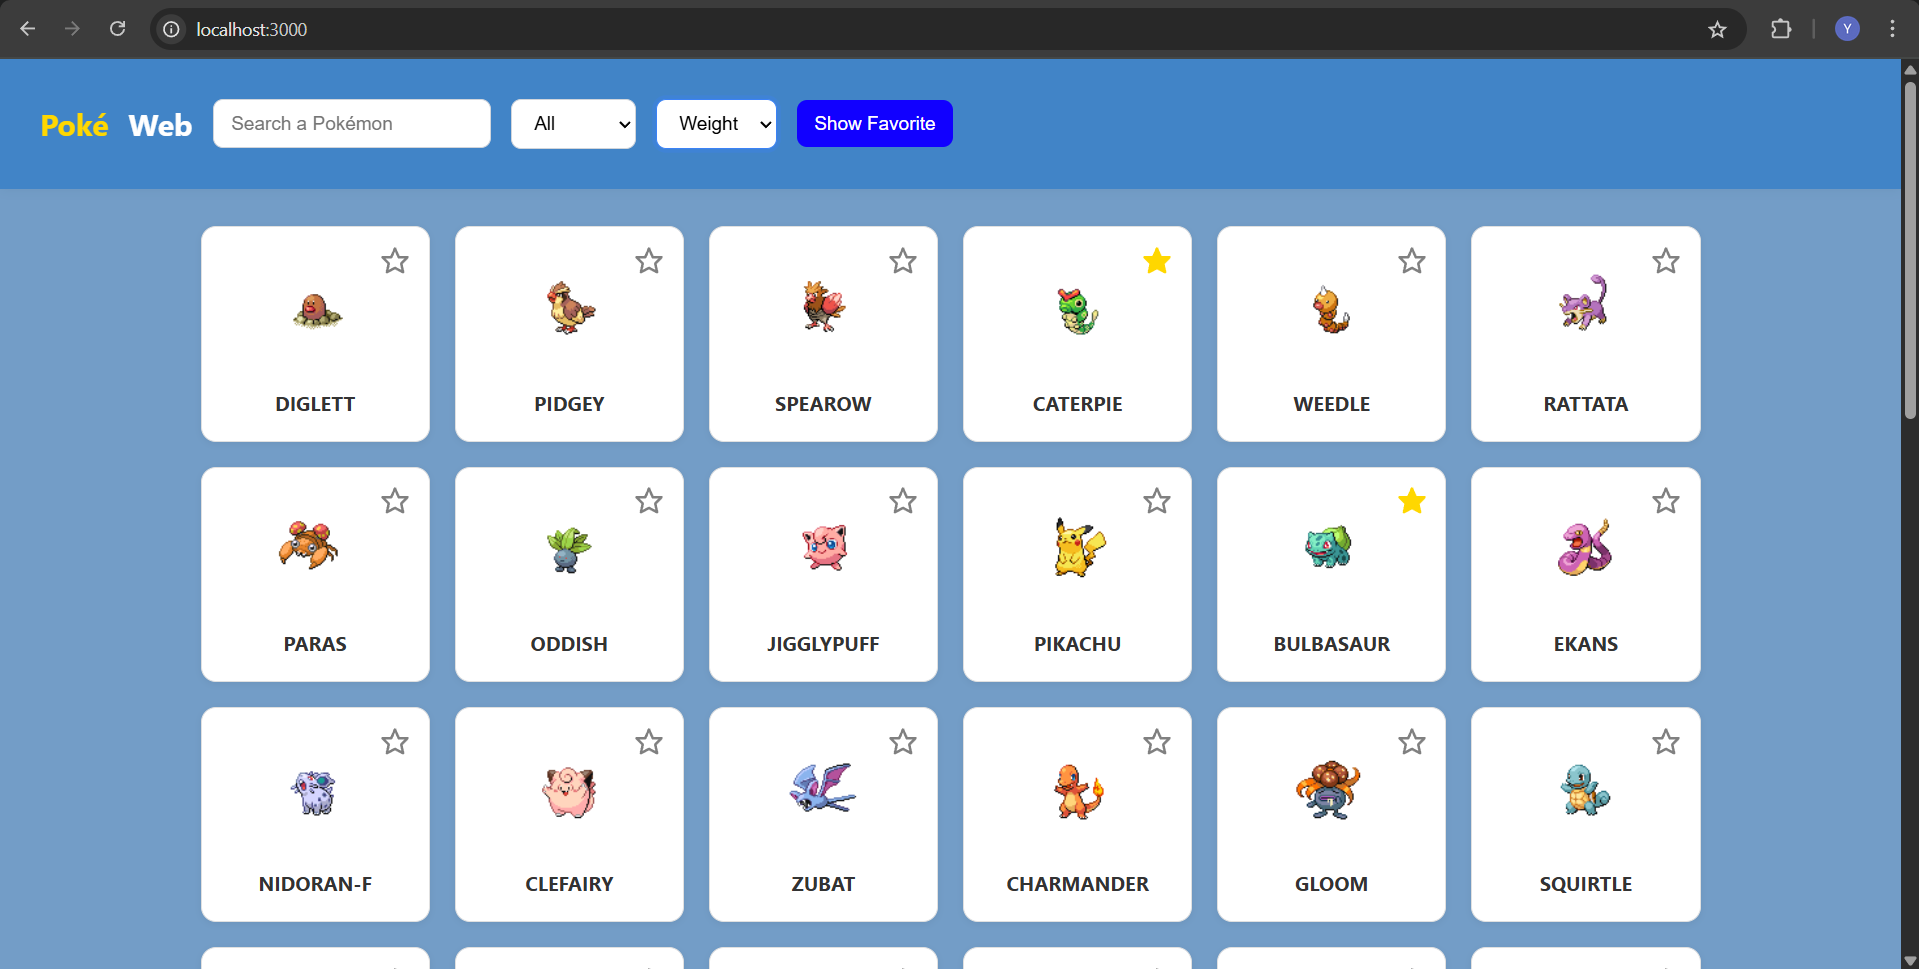 localhost:3000
Y
Poké Web
Search a Pokémon
All
Weight
Show Favorite
DIGLETT
PIDGEY
SPEAROW
CATERPIE
WEEDLE
RATTATA
PARAS
ODDISH
JIGGLYPUFF
PIKACHU
BULBASAUR
EKANS
NIDORAN-F
CLEFAIRY
ZUBAT
CHARMANDER
GLOOM
SQUIRTLE